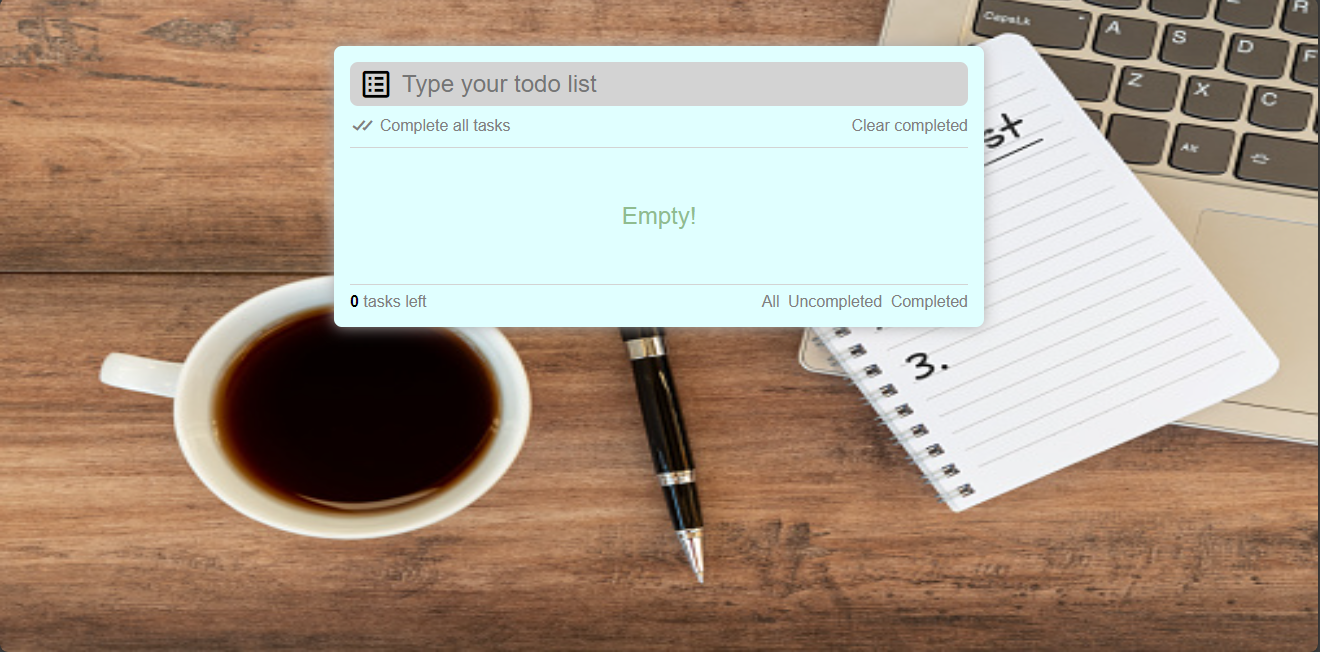 Type your todo list
Complete all tasks
Clear completed
Empty!
0 tasks left
All Uncompleted Completed
CapsLk
A
S
D
F
R
Z
X
C
Alt
3.